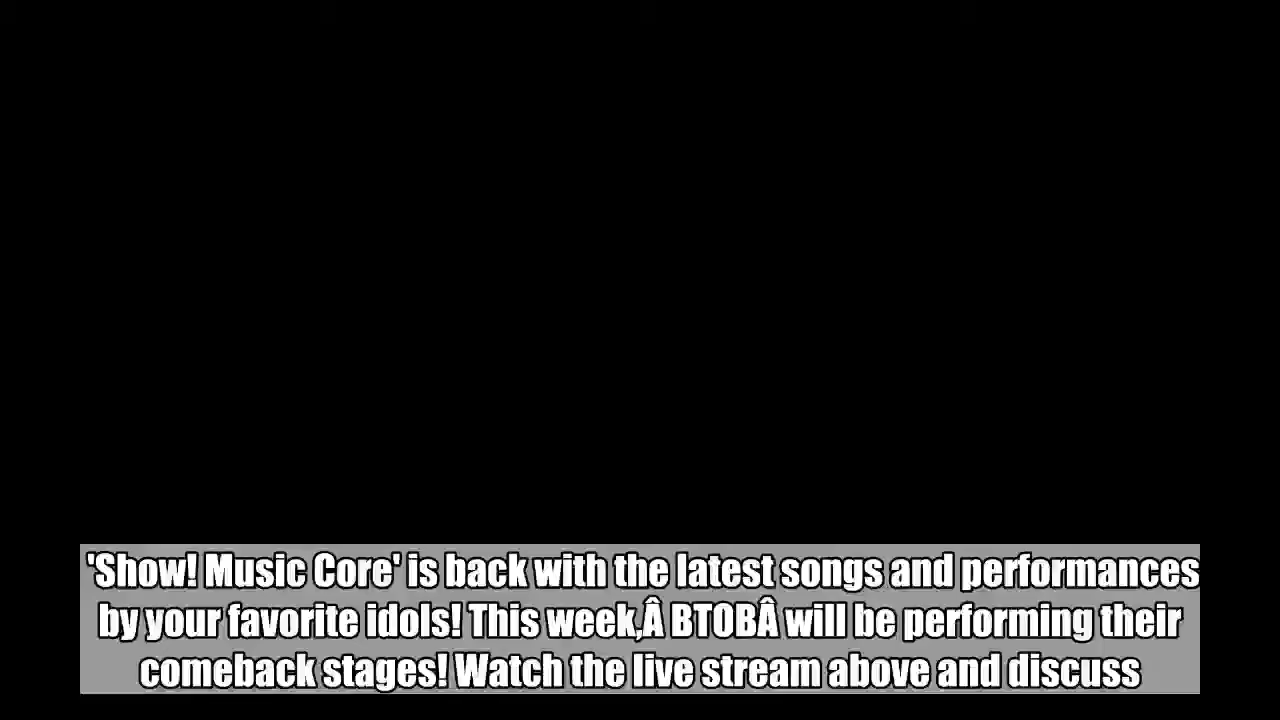 'Show! Music Core' is back with the latest songs and performances
by your favorite idols! This week,Â BTOBÂ will be performing their
comeback stages! Watch the live stream above and discuss